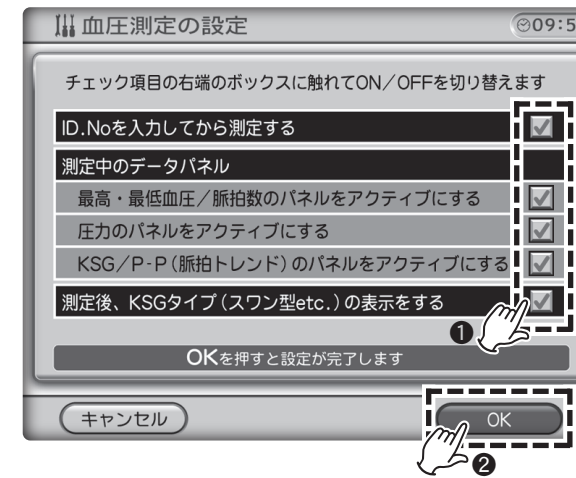 血圧測定の設定
09:5
チェック項目の右端のボックスに触れてON/OFFを切り替えます
ID.Noを入力してから測定する
測定中のデータパネル
最高・最低血圧/脈拍数のパネルをアクティブにする
圧力のパネルをアクティブにする
KSG/P-P(脈拍トレンド)のパネルをアクティブにする
測定後、KSGタイプ(スワン型etc.)の表示をする
❶
OKを押すと設定が完了します
キャンセル
OK
❷